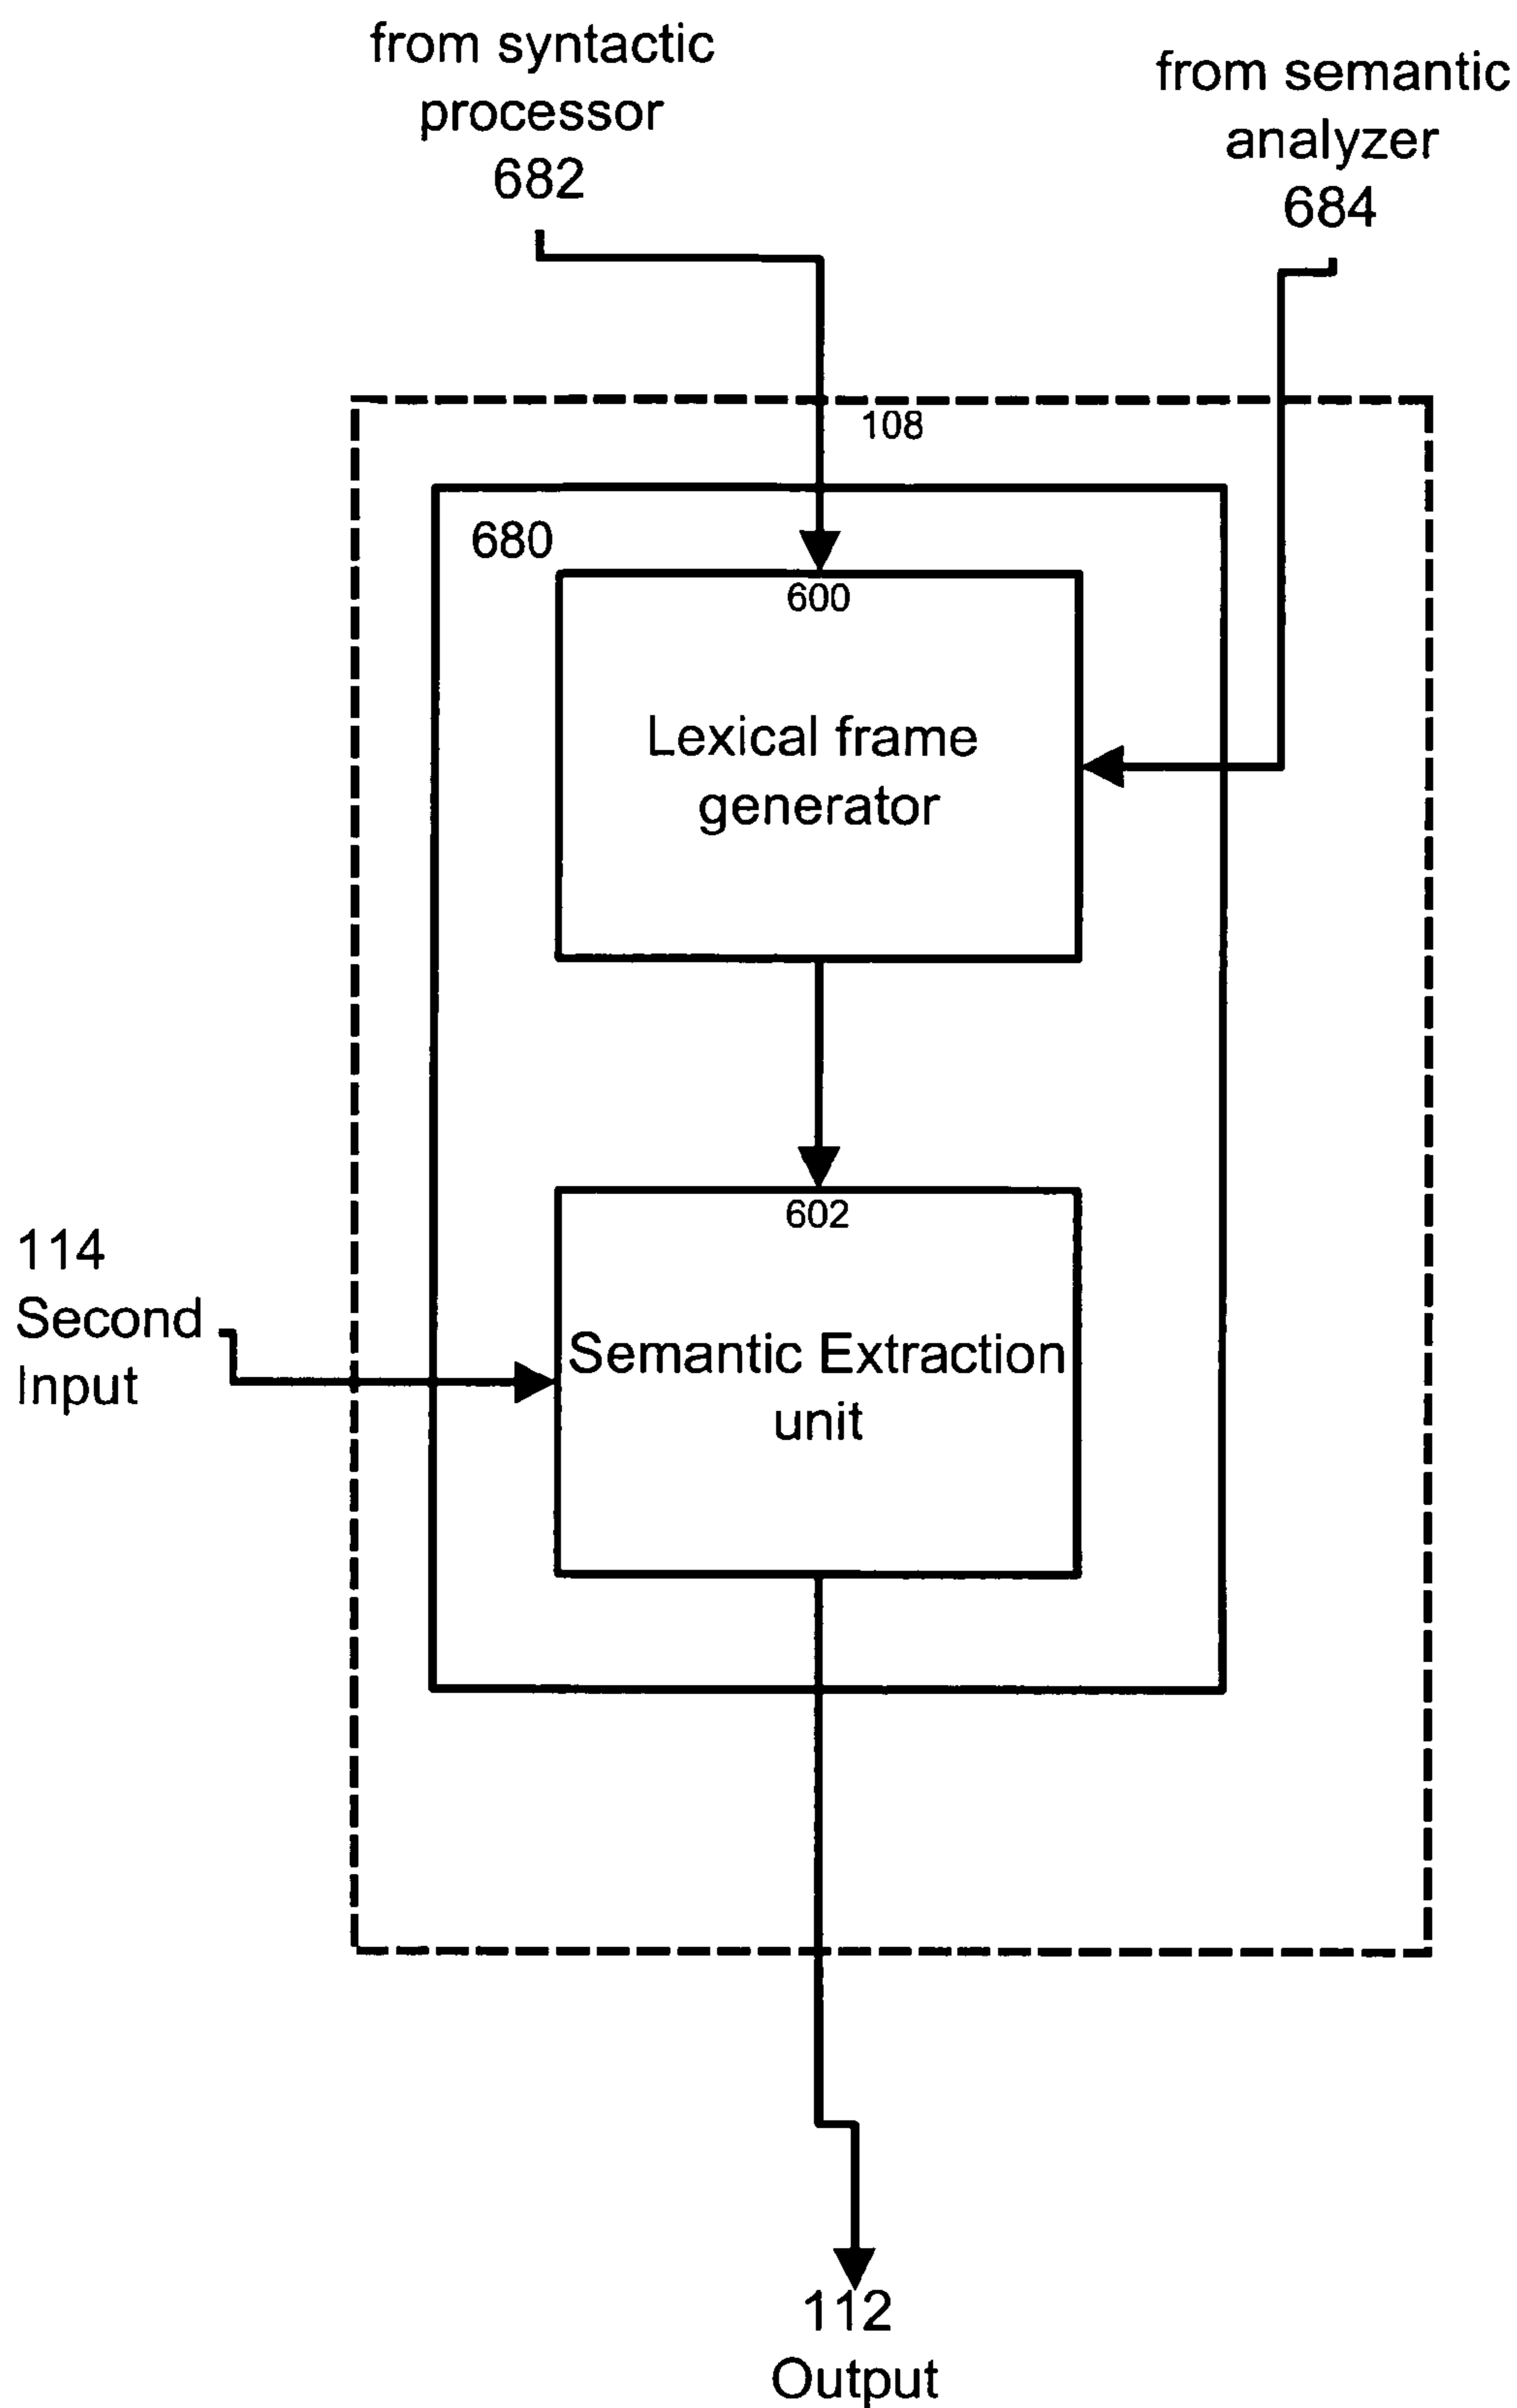 from syntactic
processor
682
from semantic
analyzer
684
108
680
600
Lexical frame
generator
602
114
Second
Input
Semantic Extraction
unit
112
Output